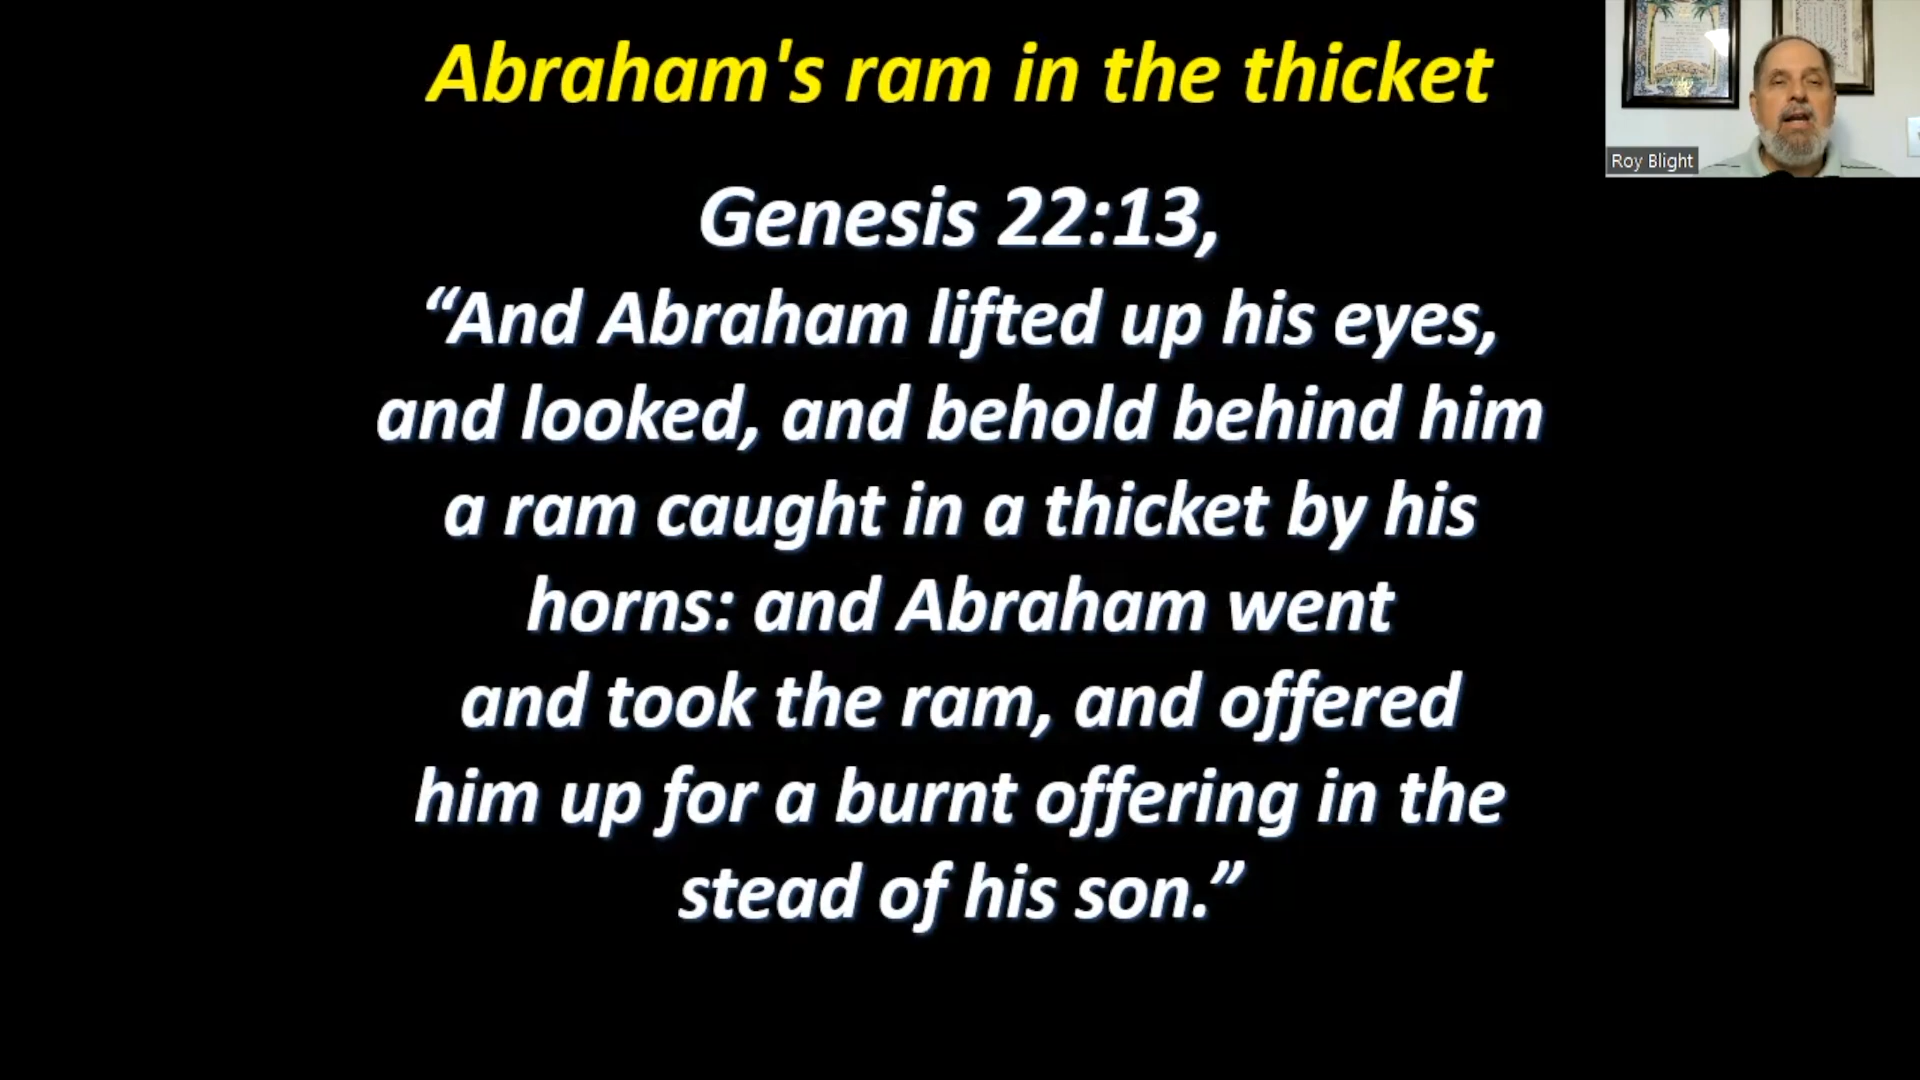 Abraham's ram in the thicket
Roy Blight
Genesis 22:13,
“And Abraham lifted up his eyes,
and looked, and behold behind him
a ram caught in a thicket by his
horns: and Abraham went
and took the ram, and offered
him up for a burnt offering in the
stead of his son.”